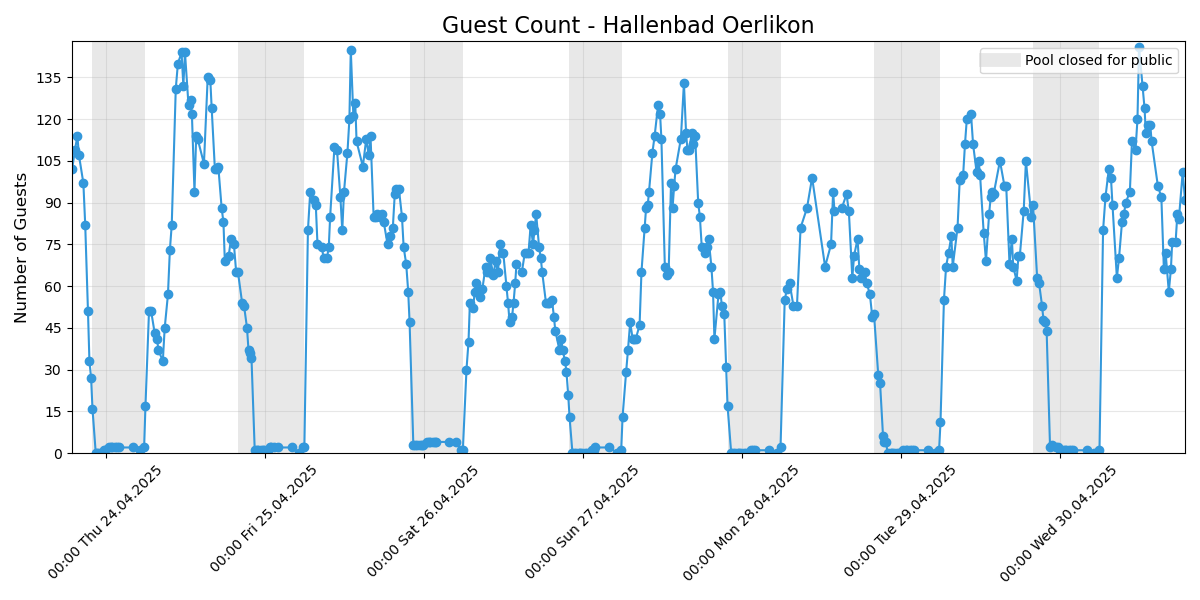 Guest Count - Hallenbad Oerlikon
Pool closed for public
Number of Guests
135
120
105
90
75
60
45
30
15
0
00:00 Thu 24.04.2025
00:00 Fri 25.04.2025
00:00 Sat 26.04.2025
00:00 Sun 27.04.2025
00:00 Mon 28.04.2025
00:00 Tue 29.04.2025
00:00 Wed 30.04.2025